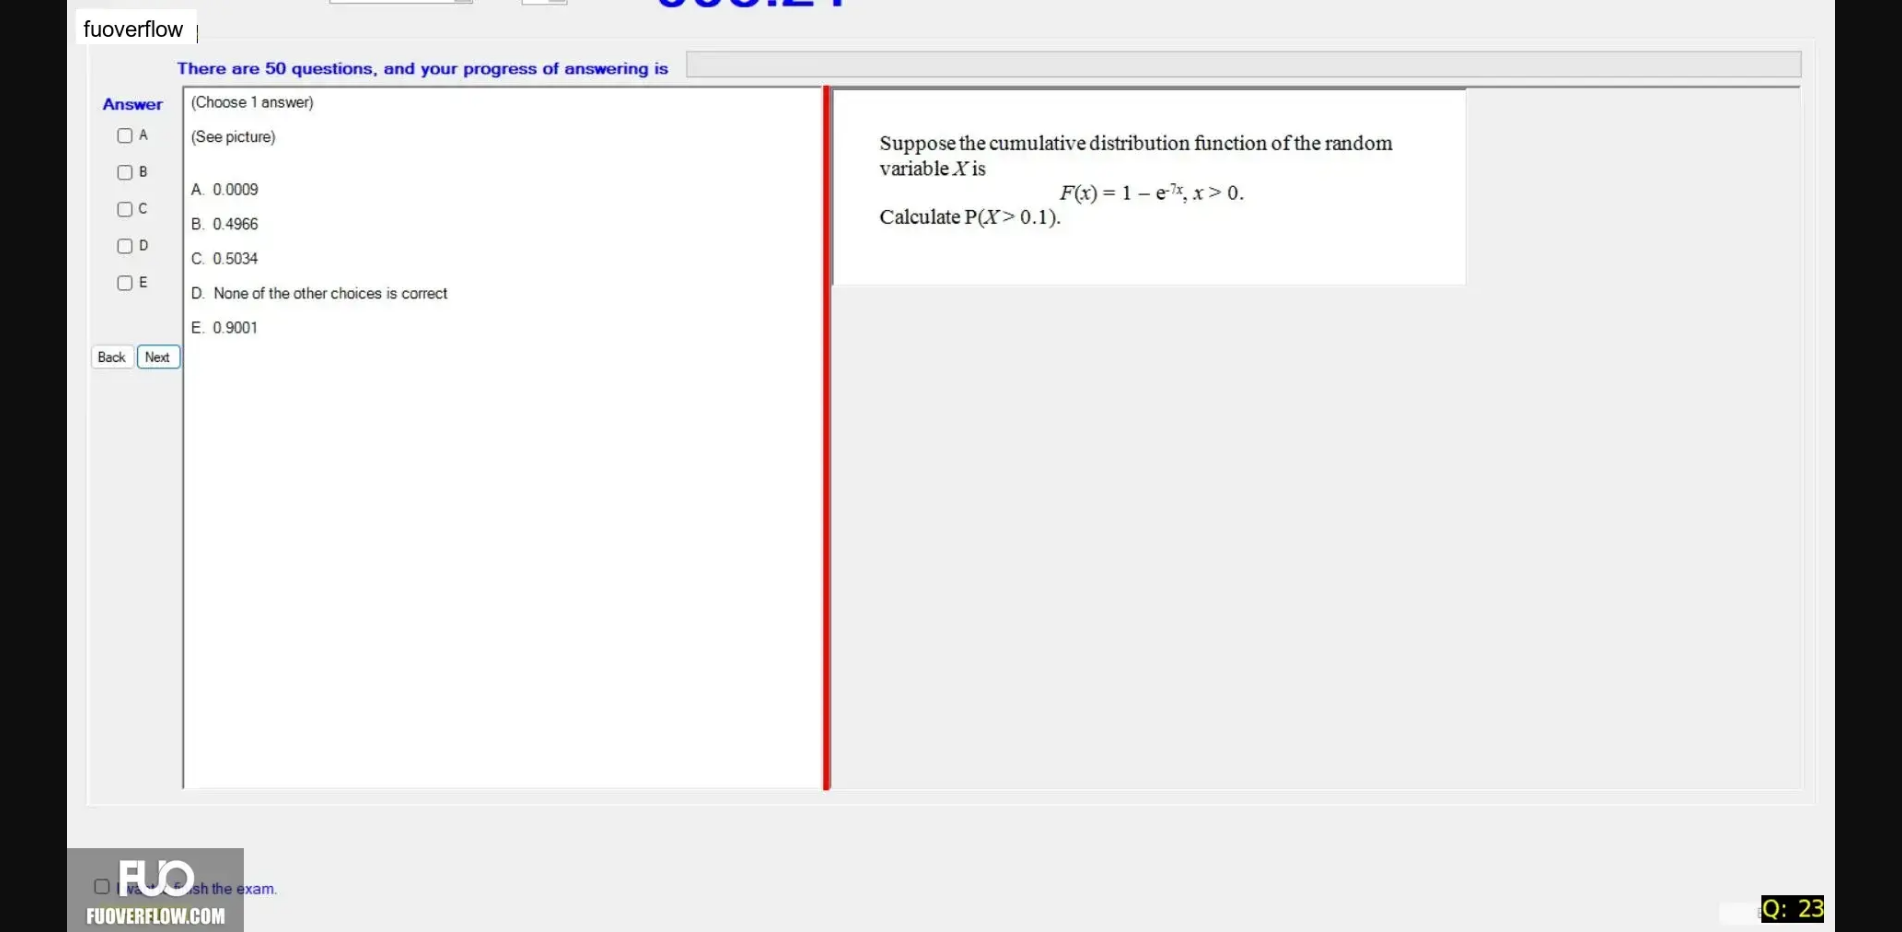 fuoverflow
There are 50 questions, and your progress of answering is
Answer
(Choose 1 answer)
A
(See picture)
B
A. 0.0009
C
B. 0.4966
D
C. 0.5034
E
D. None of the other choices is correct
E. 0.9001
Back Next
Suppose the cumulative distribution function of the random
variable X is
F(x) = 1 – e-7x, x > 0.
Calculate P(X > 0.1).
FUO
sh the exam.
FUOVERFLOW.COM
Q: 23